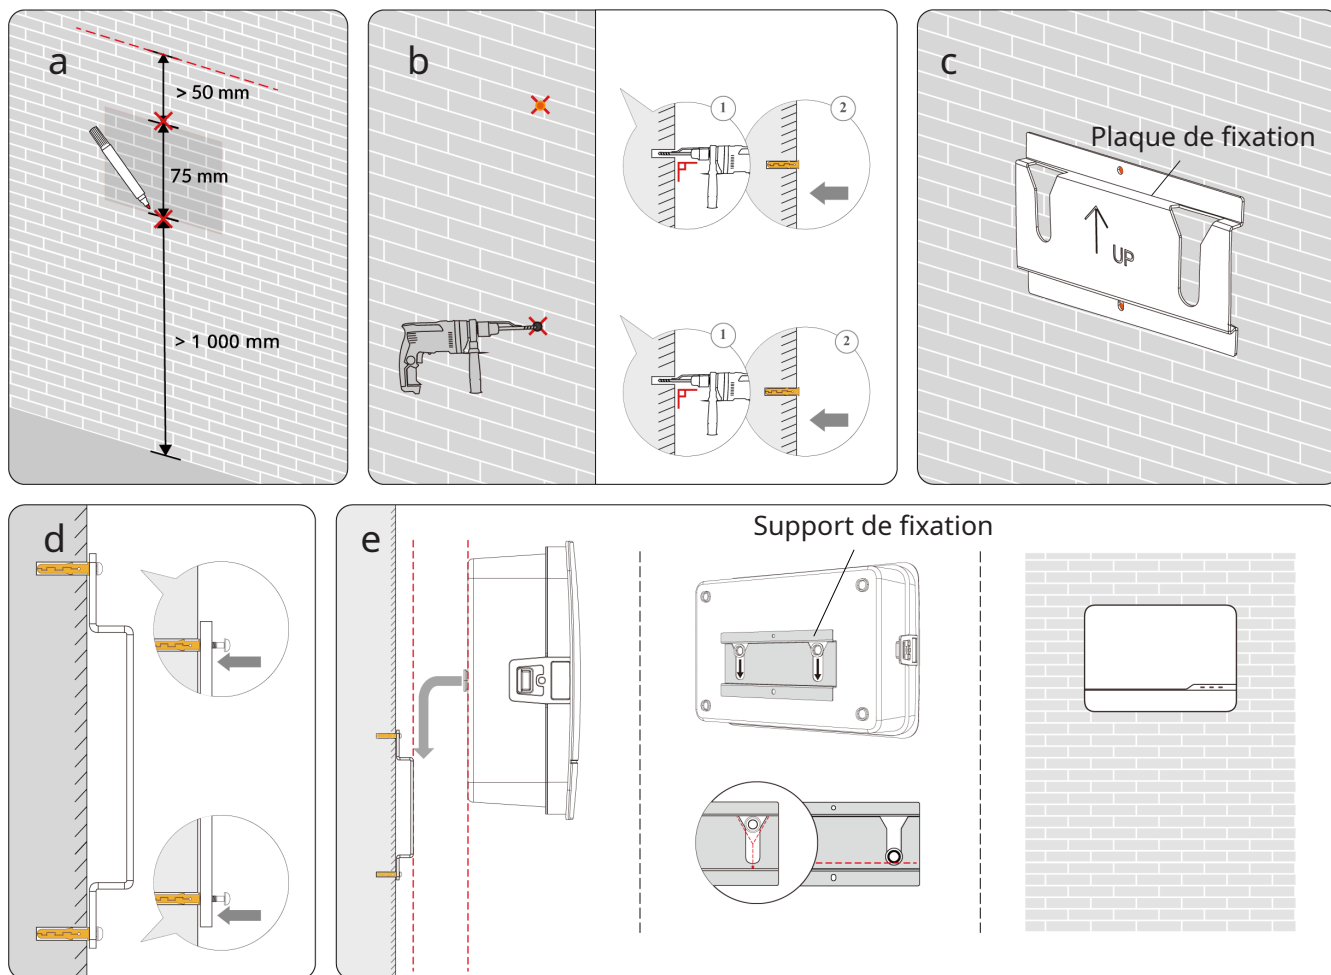 a
> 50 mm
75 mm
> 1 000 mm
b
1
2
1
2
c
Plaque de fixation
UP
d
e
Support de fixation